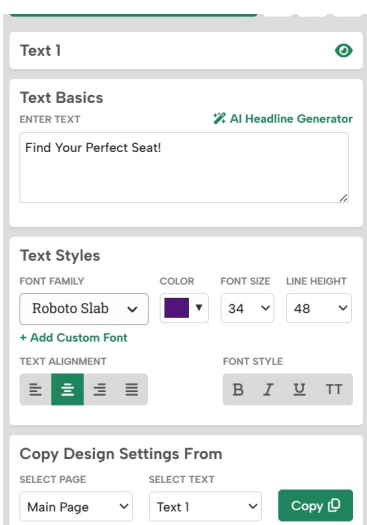 Text 1
Text Basics
ENTER TEXT AI Headline Generator
Find Your Perfect Seat!
Text Styles
FONT FAMILY COLOR FONT SIZE LINE HEIGHT
Roboto Slab 34 48
+ Add Custom Font
TEXT ALIGNMENT FONT STYLE
B I U TT
Copy Design Settings From
SELECT PAGE SELECT TEXT
Main Page Text 1 Copy